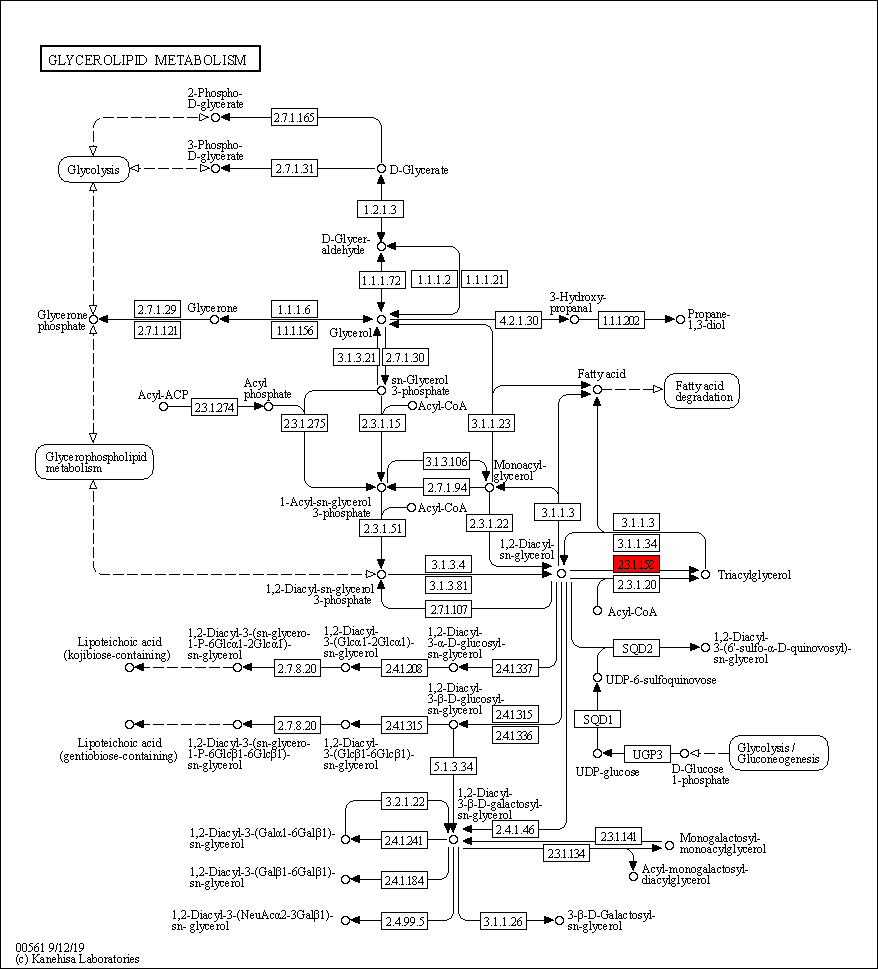 GLYCEROLIPID METABOLISM
2-Phospho-
D-glycerate
2.7.1.165
3-Phospho-
D-glycerate
Glycolysis
2.7.1.31
D-Glycerate
1.2.1.3
D-Glycer-
aldehyde
1.1.1.72
1.1.1.2
1.1.1.21
Glycerone
phosphate
2.7.1.29
2.7.1.121
Glycerone
1.1.1.6
1.1.1.156
Glycerol
4.2.1.30
3-Hydroxy-
propanal
1.1.1202
Propane-
1,3-diol
3.1.3.21
2.7.1.30
sn-Glycerol
3-phosphate
Fatty acid
Fatty acid
degradation
Acyl-ACP
2.3.1.274
Acyl
phosphate
Acyl-CoA
2.3.1.275
2.3.1.15
3.1.1.23
Glycerophospholipid
metabolism
3.1.3.106
Monoacyl-
glycerol
2.7.1.94
1-Acyl-sn-glycerol
3-phosphate
Acyl-CoA
2.3.1.51
2.3.1.22
3.1.1.3
3.1.1.3
3.1.1.34
1,2-Diacyl-
sn-glycerol
2.3.1.158
2.3.1.20
Triacylglycerol
Acyl-CoA
3.1.3.4
3.1.3.81
2.7.1.107
1,2-Diacyl-sn-glycerol
3-phosphate
Lipoteichoic acid
(kojibiose-containing)
1,2-Diacyl-3-(sn-glycero-
1-P-6Glcα1-2Glcα1)-
sn-glycerol
2.7.8.20
1,2-Diacyl-
3-(Glcα1-2Glcα1)-
sn-glycerol
2.4.1.208
1,2-Diacyl-
3-α-D-glucosyl-
sn-glycerol
2.4.1.337
SQD2
1,2-Diacyl-
3-(6'-sulfo-α-D-quinovosyl)-
sn-glycerol
UDP-6-sulfoquinovose
1,2-Diacyl-
3-β-D-glucosyl-
sn-glycerol
2.4.1.315
2.4.1.336
SQD1
Lipoteichoic acid
(gentiobiose-containing)
2.7.8.20
1,2-Diacyl-3-(sn-glycero-
1-P-6Glcβ1-6Glcβ1)-
sn-glycerol
2.4.1.315
1,2-Diacyl-
3-(Glcβ1-6Glcβ1)-
sn-glycerol
UDP-glucose
UGP3
D-Glucose
1-phosphate
Glycolysis /
Gluconeogenesis
5.1.3.34
1,2-Diacyl-
3-β-D-galactosyl-
sn-glycerol
3.2.1.22
2.4.1.46
1,2-Diacyl-3-(Galα1-6Galβ1)-
sn-glycerol
2.4.1.241
2.3.1.141
2.3.1.134
Monogalactosyl-
monoacylglycerol
Acyl-monogalactosyl-
diacylglycerol
1,2-Diacyl-3-(Galβ1-6Galβ1)-
sn-glycerol
2.4.1.184
1,2-Diacyl-3-(NeuAcα2-3Galβ1)-
sn- glycerol
2.4.99.5
3.1.1.26
3-β-D-Galactosyl-
sn-glycerol
00561 9/12/19
(c) Kanehisa Laboratories